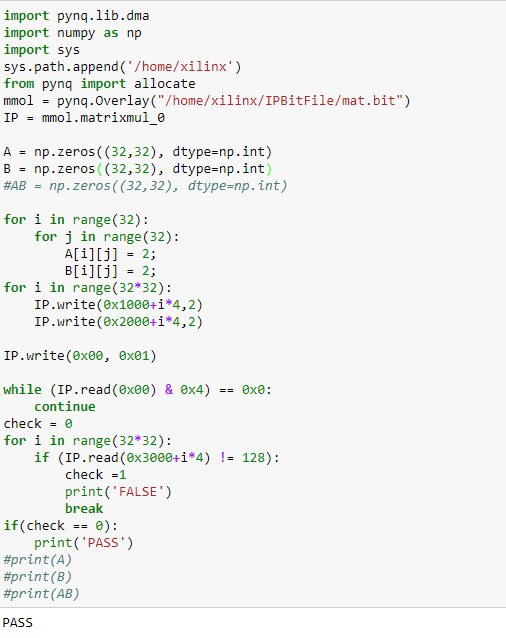 import pynq.lib.dma
import numpy as np
import sys
sys.path.append('/home/xilinx')
from pynq import allocate
mmol = pynq.Overlay("/home/xilinx/IPBitFile/mat.bit")
IP = mmol.matrixmul_0

A = np.zeros((32,32), dtype=np.int)
B = np.zeros((32,32), dtype=np.int)
#AB = np.zeros((32,32), dtype=np.int)

for i in range(32):
    for j in range(32):
        A[i][j] = 2;
        B[i][j] = 2;
for i in range(32*32):
    IP.write(0x1000+i*4,2)
    IP.write(0x2000+i*4,2)

IP.write(0x00, 0x01)

while (IP.read(0x00) & 0x4) == 0x0:
    continue
check = 0
for i in range(32*32):
    if (IP.read(0x3000+i*4) != 128):
        check =1
        print('FALSE')
        break
if(check == 0):
    print('PASS')
#print(A)
#print(B)
#print(AB)
PASS